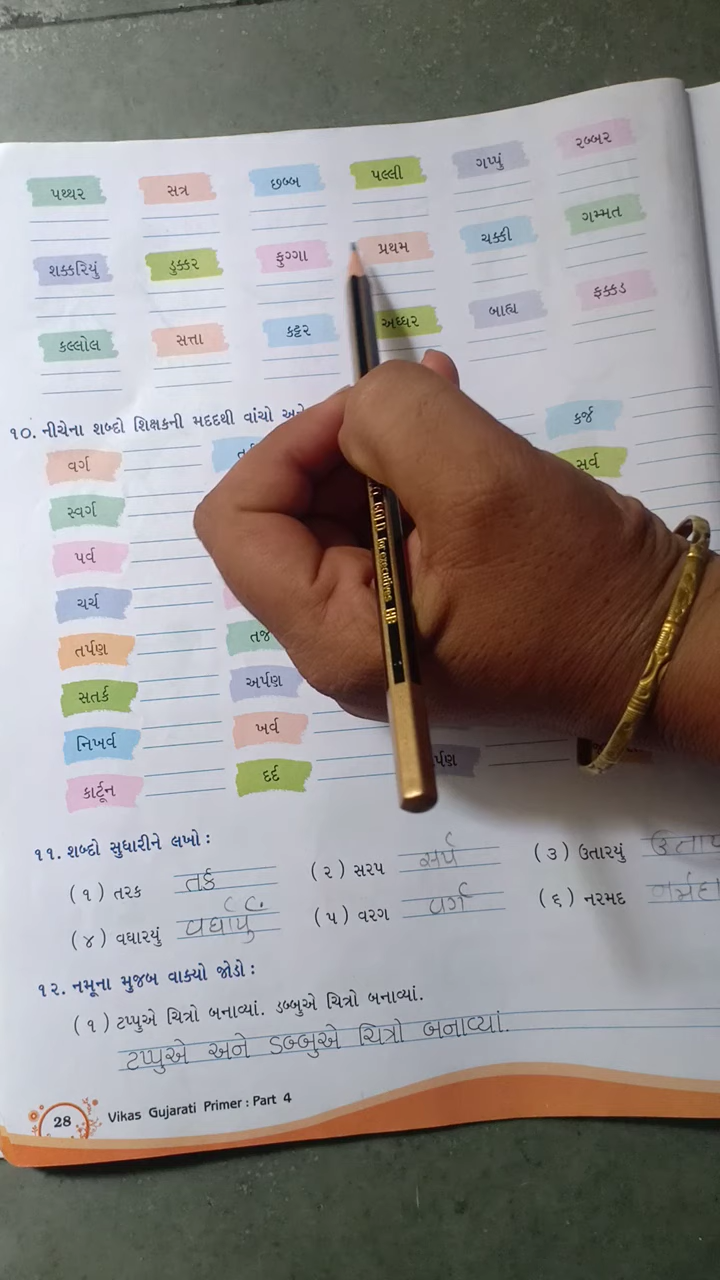 પથ્થર સત્ર છબ્બ પલ્લી ગપ્પું રબ્બર
શક્કરિયું ડુક્કર ફુગ્ગા પ્રથમ ચક્કી ગમ્મત
કલ્લોલ સત્તા કટ્ટર અધ્ધર બાહ્ય ફક્કડ
૧૦. નીચેના શબ્દો શિક્ષકની મદદથી વાંચો
વર્ગ કર્જ
સ્વર્ગ સર્વ
પર્વ
ચર્ચ
તર્પણ
સતર્ક અર્પણ
નિખર્વ ખર્વ
કાર્ટૂન દર્દ
૧૧. શબ્દો સુધારીને લખો :
(૧) તરક તર્ક (૨) સરપ સર્પ (૩) ઉતારયું
(૪) વધારયું વર્ધાર્યું (૫) વરગ વર્ગ (૬) નરમદ
૧૨. નમૂના મુજબ વાક્યો જોડો :
(૧) ટપ્પુએ ચિત્રો બનાવ્યાં. ડબ્બુએ ચિત્રો બનાવ્યાં.
ટપ્પુએ અને ડબ્બુએ ચિત્રો બનાવ્યાં.
28 Vikas Gujarati Primer : Part 4